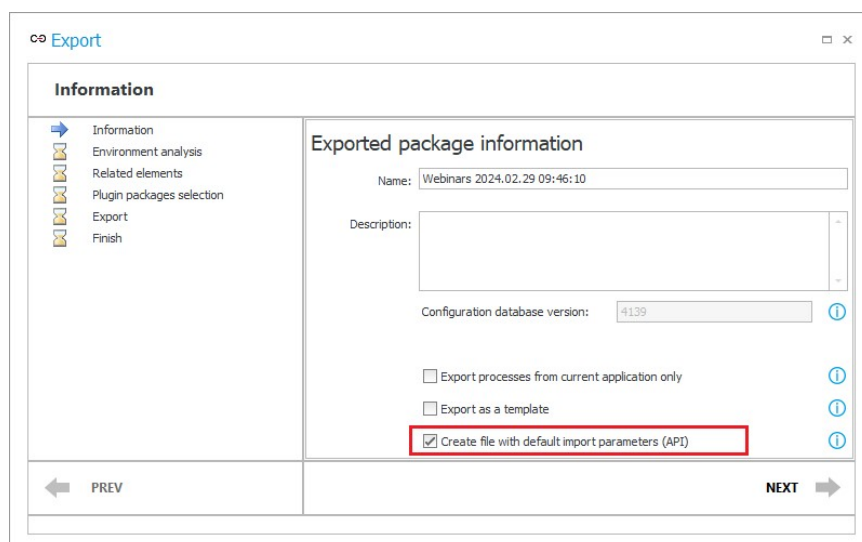 Export
Information
Information
Environment analysis
Related elements
Plugin packages selection
Export
Finish
Exported package information
Name: Webinars 2024.02.29 09:46:10
Description:
Configuration database version: 4139
Export processes from current application only
Export as a template
Create file with default import parameters (API)
PREV
NEXT